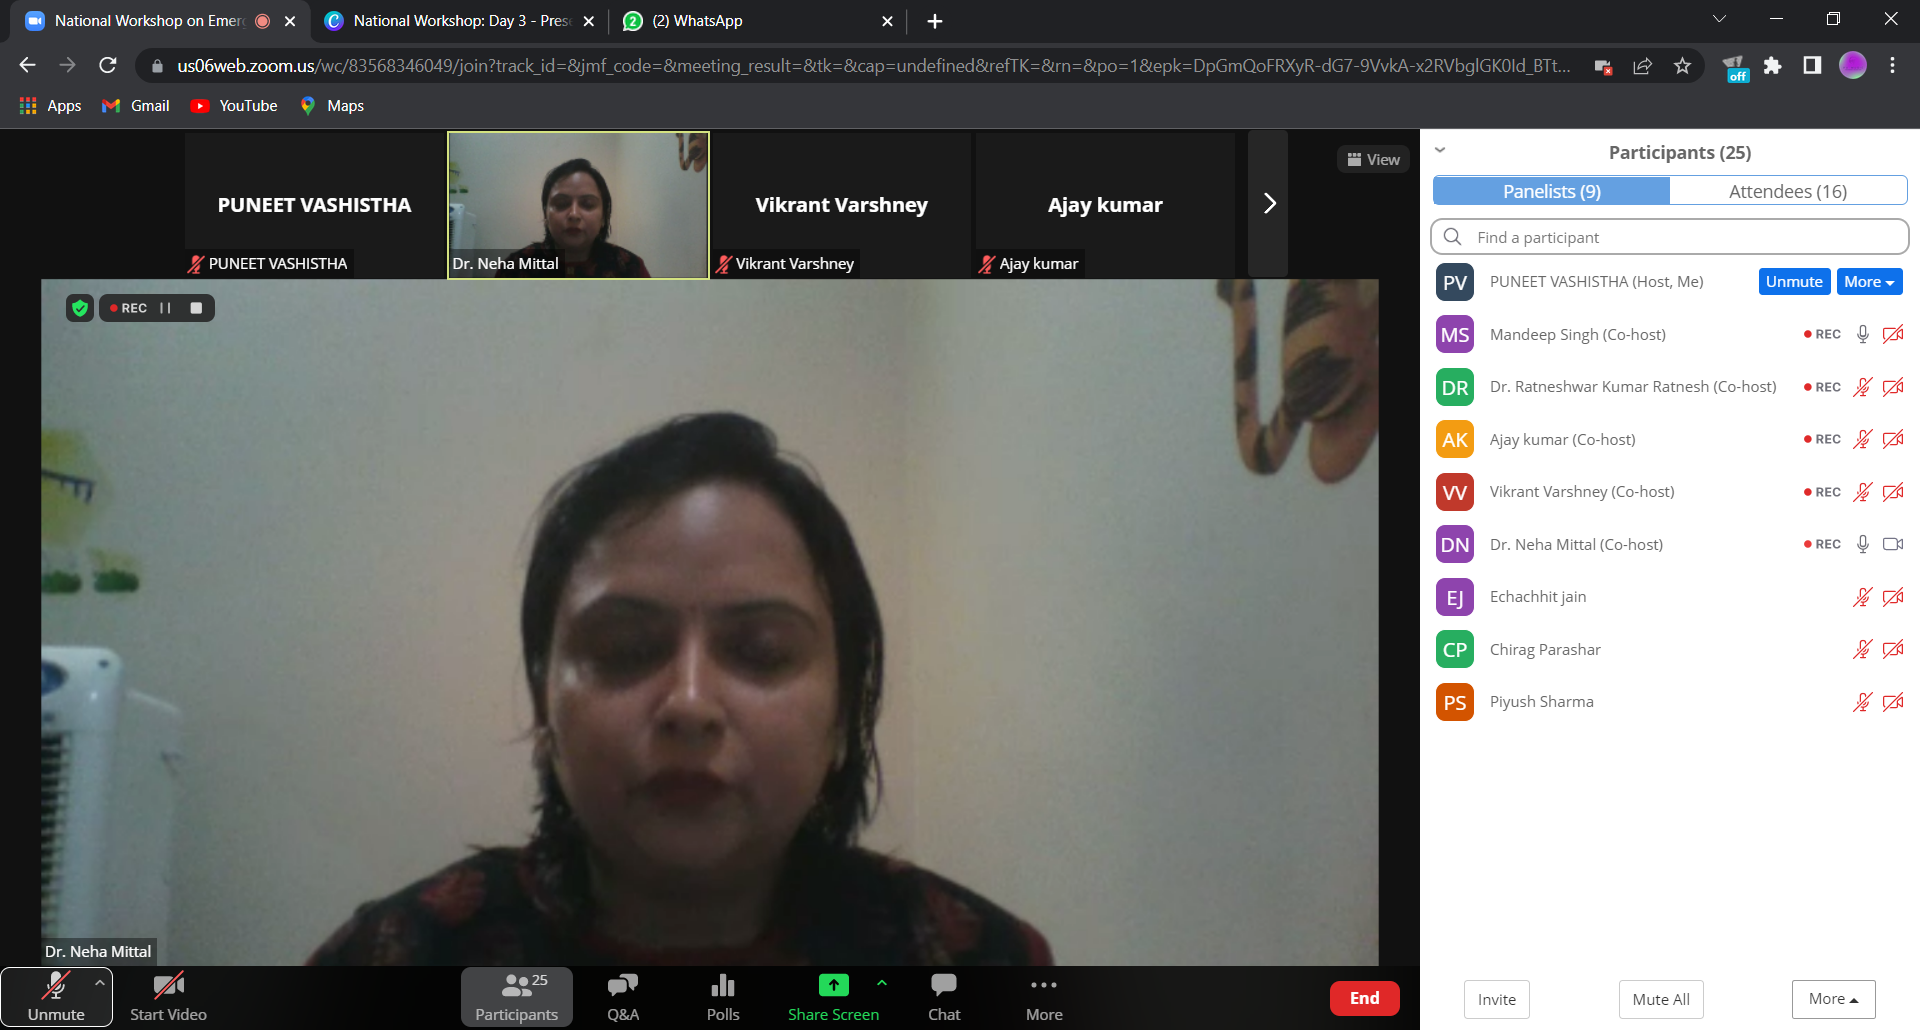 National Workshop on Emer
National Workshop: Day 3 - Prese
(2) WhatsApp
us06web.zoom.us/wc/83568346049/join?track_id=&jmf_code=&meeting_result=&tk=&cap=undefined&refTK=&rn=&po=1&epk=DpGmQoFRXyR-dG7-9VvkA-x2RVbglGK0Id_BTt...
off
Apps
Gmail
YouTube
Maps
PUNEET VASHISTHA
Vikrant Varshney
Ajay kumar
PUNEET VASHISTHA
Dr. Neha Mittal
Vikrant Varshney
Ajay kumar
View
REC
Dr. Neha Mittal
Participants (25)
Panelists (9)
Attendees (16)
Find a participant
PV PUNEET VASHISTHA (Host, Me) Unmute More
MS Mandeep Singh (Co-host) REC
DR Dr. Ratneshwar Kumar Ratnesh (Co-host) REC
AK Ajay kumar (Co-host) REC
VV Vikrant Varshney (Co-host) REC
DN Dr. Neha Mittal (Co-host) REC
EJ Echachhit jain
CP Chirag Parashar
PS Piyush Sharma
Invite
Mute All
More
Unmute
Start Video
25
Participants
Q&A
Polls
Share Screen
Chat
More
End